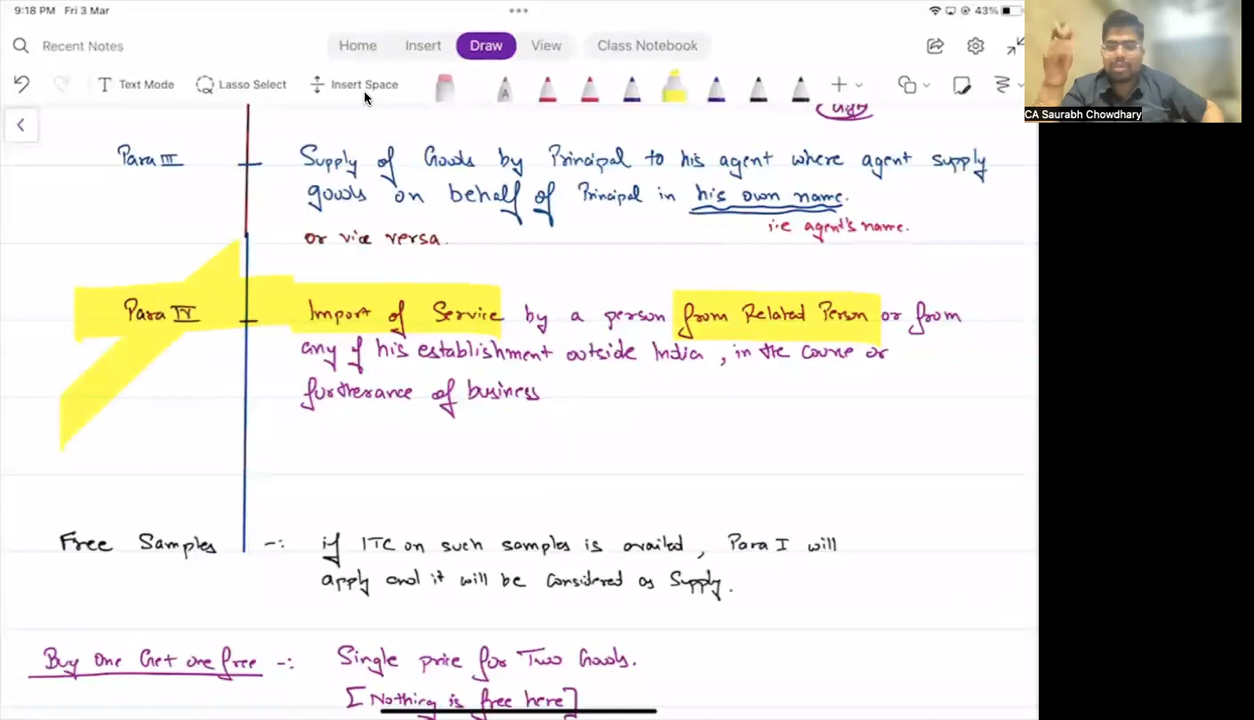 9:18 PM Fri 3 Mar
43%
Recent Notes
Home Insert Draw View Class Notebook
Text Mode Lasso Select Insert Space
A
CA Saurabh Chowdhary
Para III
Supply of Goods by Principal to his agent where agent supply
goods on behalf of Principal in his own name.
i.e agent's name.
or vice versa.
Para IV
Import of Service by a person from Related Person or from
any of his establishment outside India, in the course or
furtherance of business
Free Samples -: if ITC on such samples is availed, Para I will
apply and it will be considered as Supply.
Buy One Get one free -: Single price for Two Goods.
[Nothing is free here]